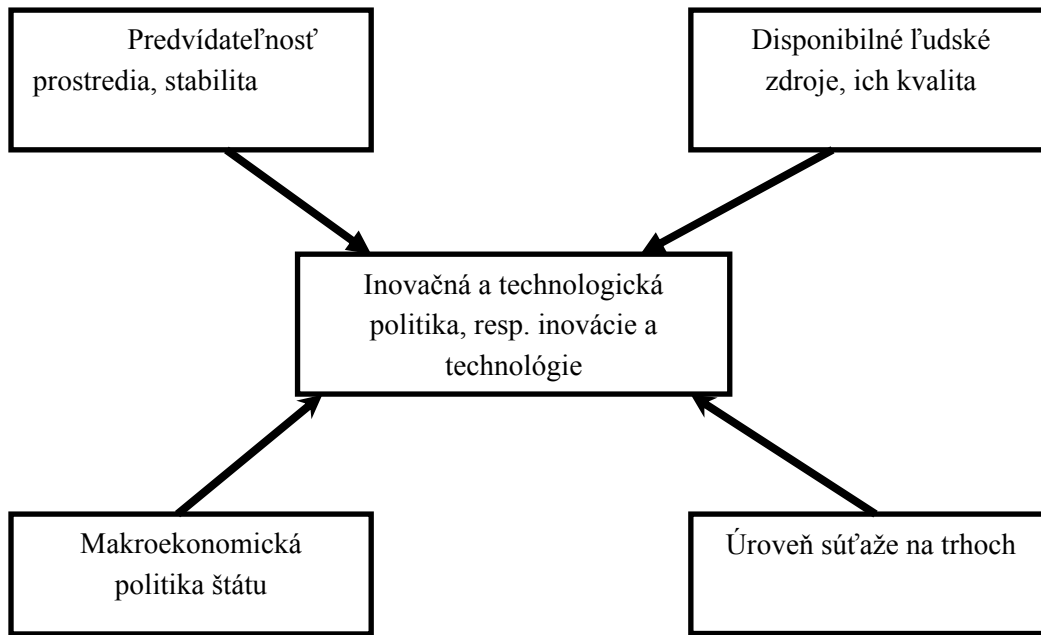 Predvídateľnosť
prostredia, stabilita
Disponibilné ľudské
zdroje, ich kvalita
Inovačná a technologická
politika, resp. inovácie a
technológie
Makroekonomická
politika štátu
Úroveň súťaže na trhoch